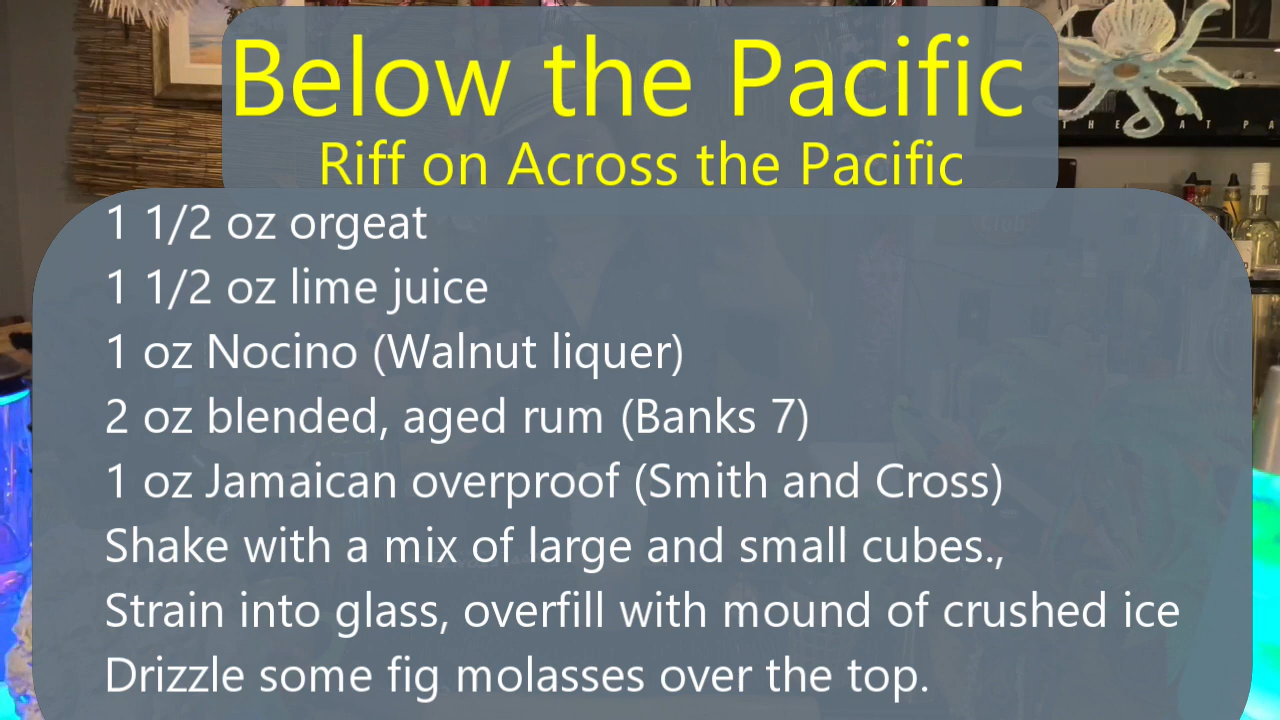 Below the Pacific
Riff on Across the Pacific
1 1/2 oz orgeat
1 1/2 oz lime juice
1 oz Nocino (Walnut liquer)
2 oz blended, aged rum (Banks 7)
1 oz Jamaican overproof (Smith and Cross)
Shake with a mix of large and small cubes.,
Strain into glass, overfill with mound of crushed ice
Drizzle some fig molasses over the top.